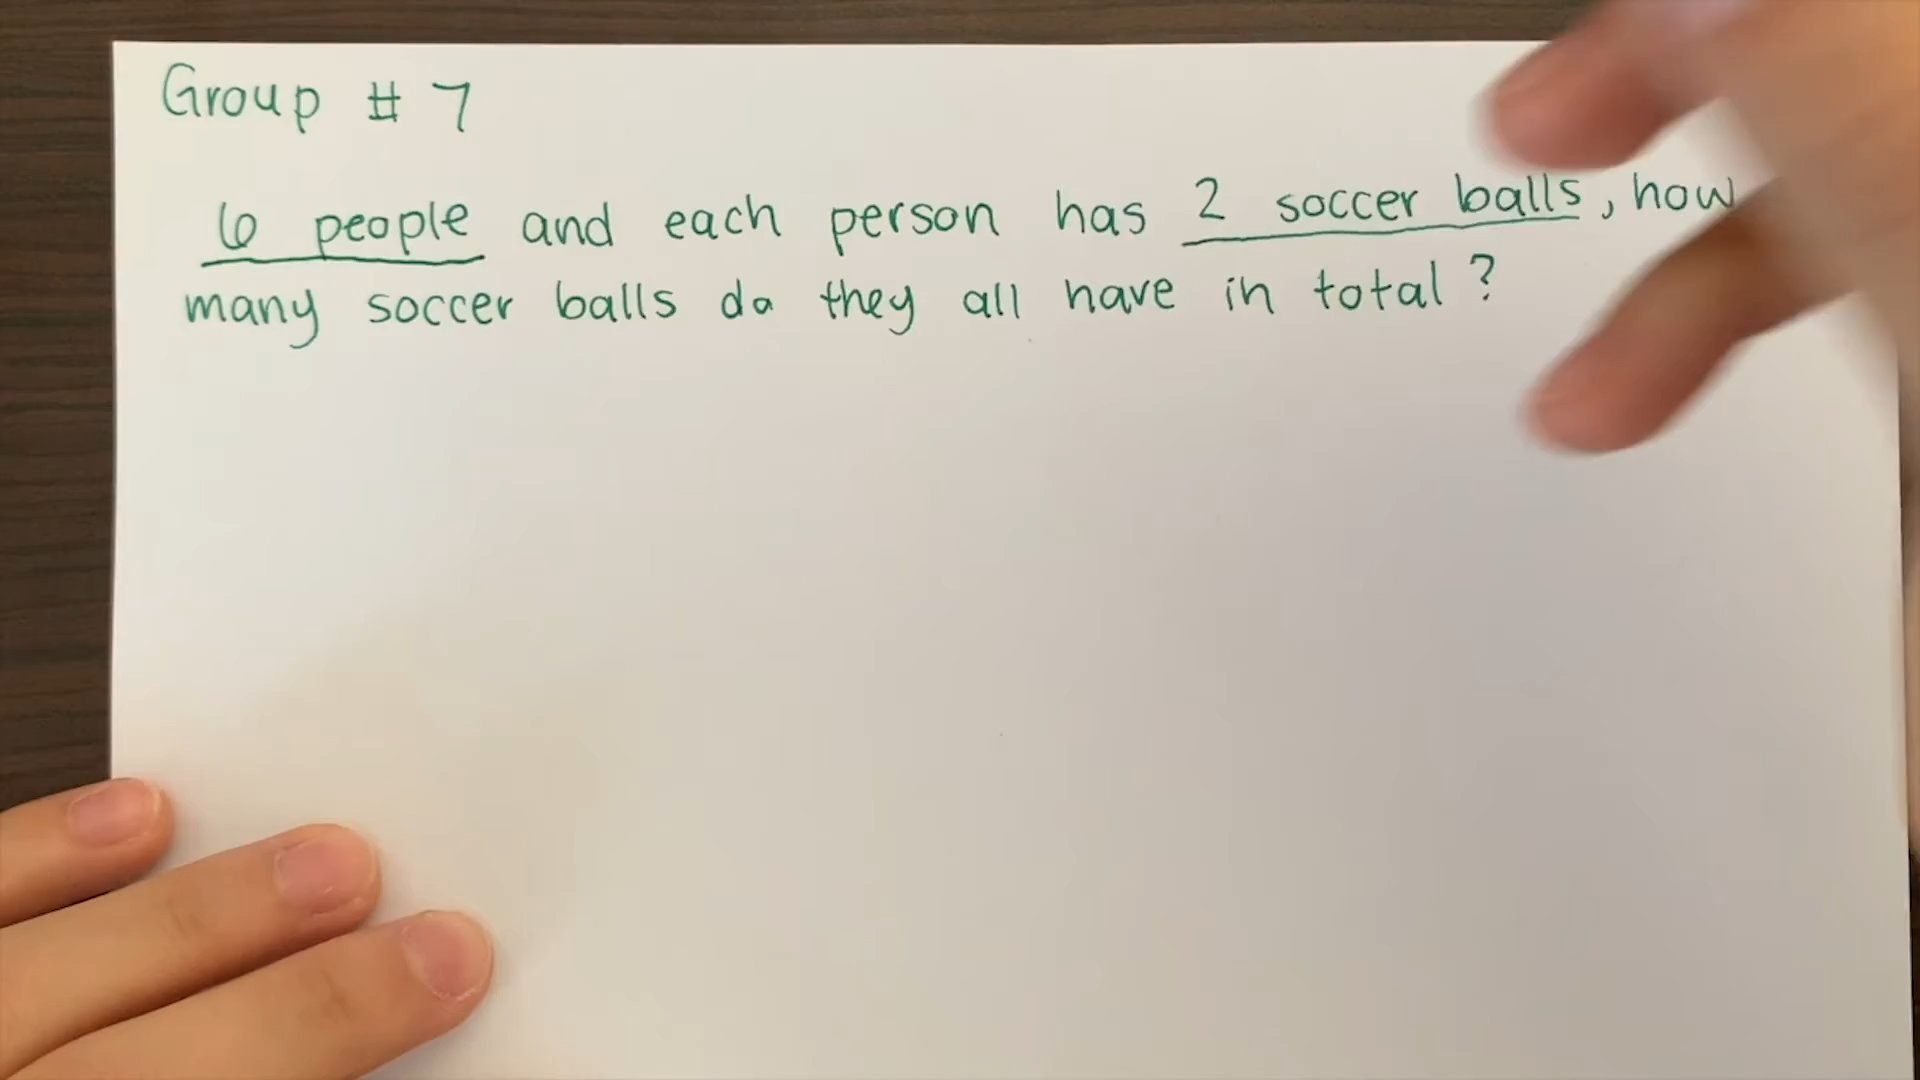 Group # 7
6 people and each person has 2 soccer balls, how
many soccer balls do they all have in total?